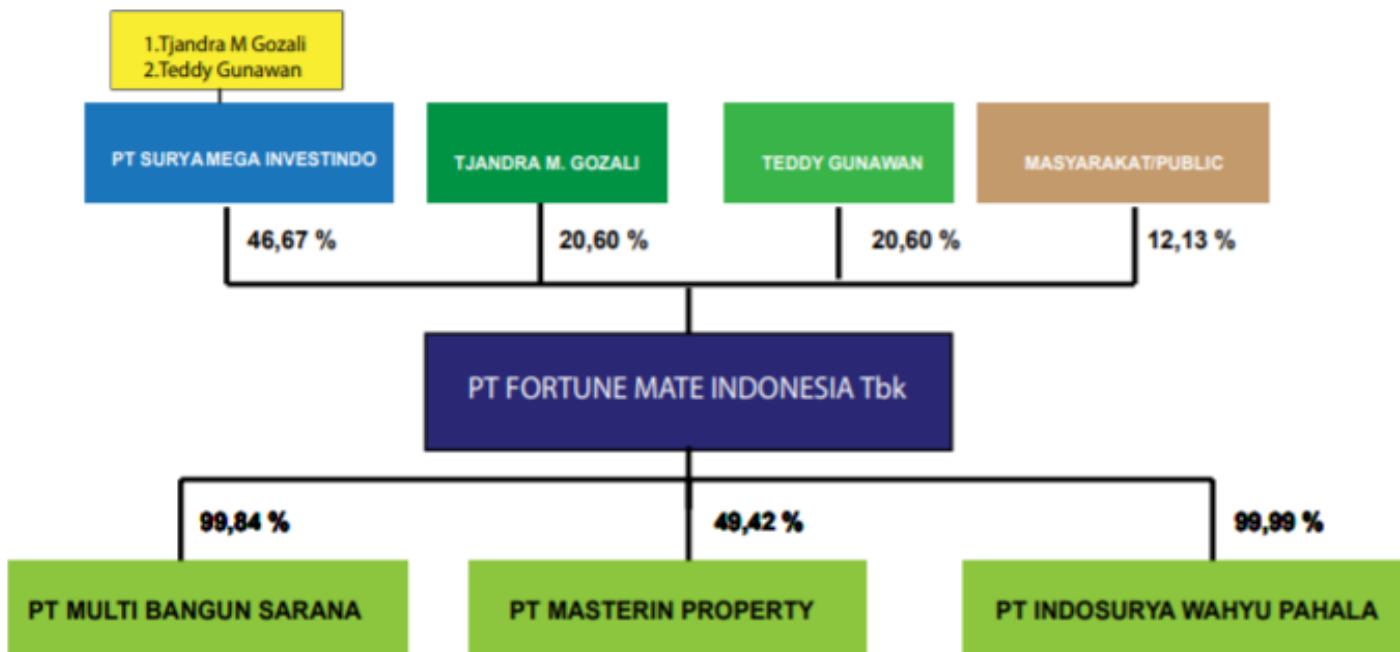 1.Tjandra M Gozali
2.Teddy Gunawan
PT SURYA MEGA INVESTINDO
TJANDRA M. GOZALI
TEDDY GUNAWAN
MASYARAKAT/PUBLIC
46,67 %
20,60 %
20,60 %
12,13 %
PT FORTUNE MATE INDONESIA Tbk
99,84 %
49,42 %
99,99 %
PT MULTI BANGUN SARANA
PT MASTERIN PROPERTY
PT INDOSURYA WAHYU PAHALA